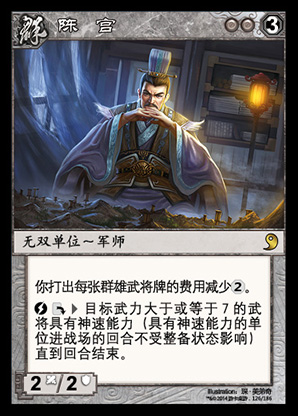 群 陈宫 3
无双单位～军师
你打出每张群雄武将牌的费用减少2。
目标武力大于或等于7的武
将具有神速能力（具有神速能力的单
位进战场的回合不受整备状态影响）
直到回合结束。
2/2
Illustration:
126/186